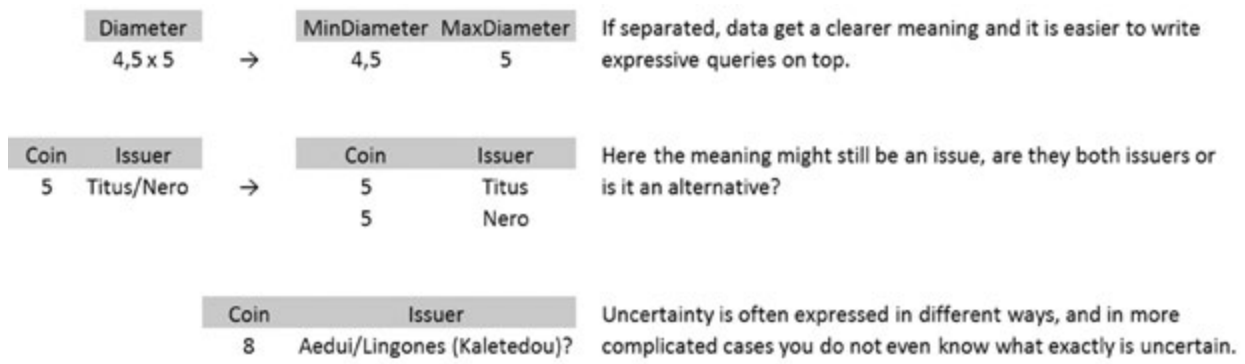 Diameter MinDiameter MaxDiameter If separated, data get a clearer meaning and it is easier to write
4,5 x 5 → 4,5 5 expressive queries on top.
Coin Issuer Coin Issuer Here the meaning might still be an issue, are they both issuers or
5 Titus/Nero → 5 Titus is it an alternative?
5 Nero
Coin Issuer Uncertainty is often expressed in different ways, and in more
8 Aedui/Lingones (Kaletedou)? complicated cases you do not even know what exactly is uncertain.